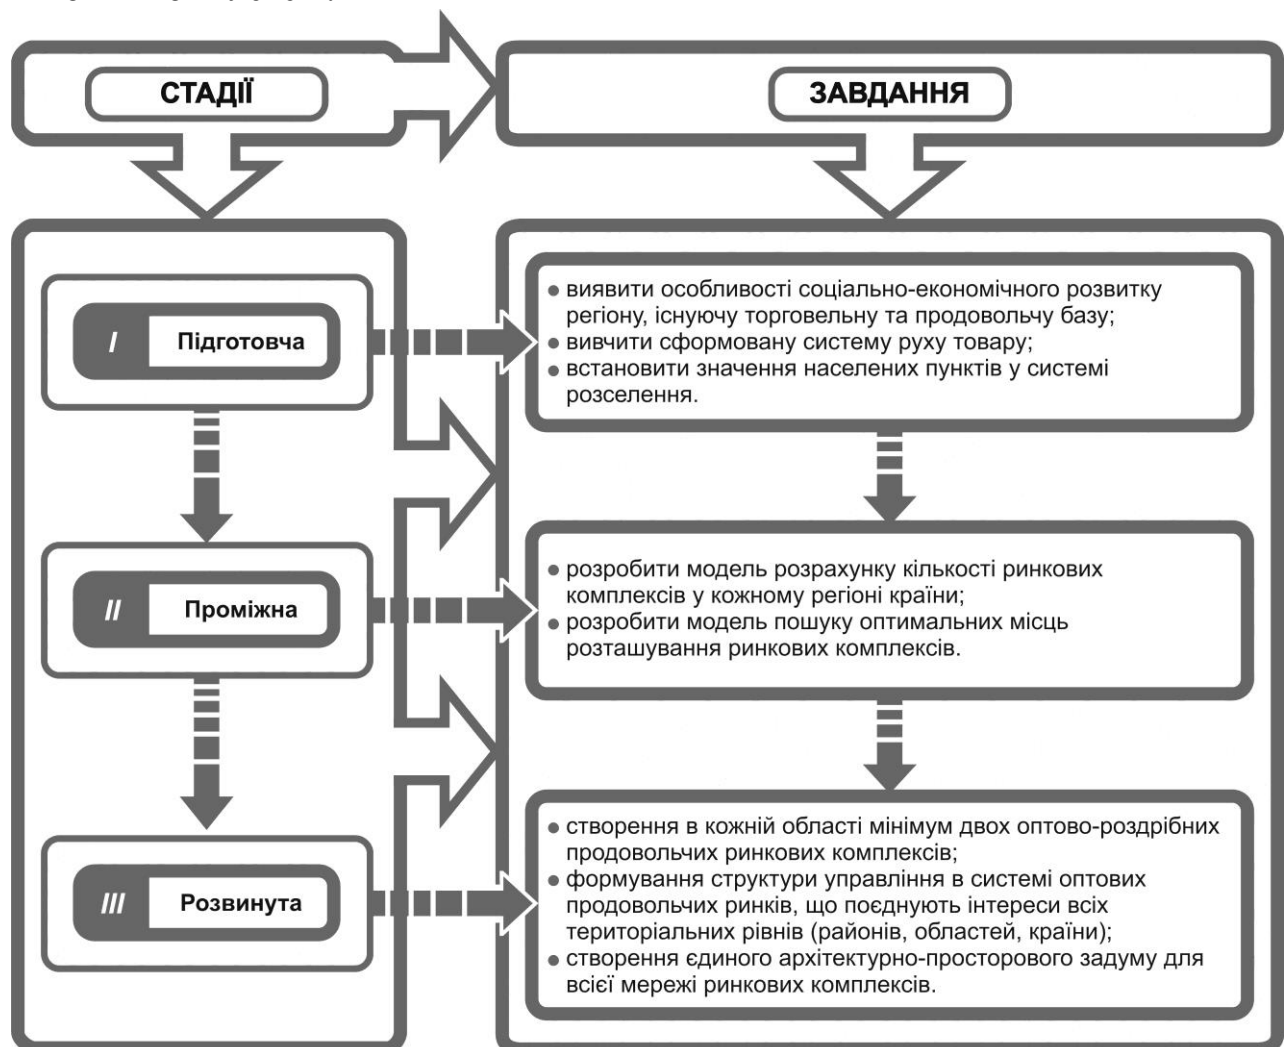 СТАДІЇ
ЗАВДАННЯ
I
Підготовча
● виявити особливості соціально-економічного розвитку
регіону, існуючу торговельну та продовольчу базу;
● вивчити сформовану систему руху товару;
● встановити значення населених пунктів у системі
розселення.
II
Проміжна
● розробити модель розрахунку кількості ринкових
комплексів у кожному регіоні країни;
● розробити модель пошуку оптимальних місць
розташування ринкових комплексів.
III
Розвинута
● створення в кожній області мінімум двох оптово-роздрібних
продовольчих ринкових комплексів;
● формування структури управління в системі оптових
продовольчих ринків, що поєднують інтереси всіх
територіальних рівнів (районів, областей, країни);
● створення єдиного архітектурно-просторового задуму для
всієї мережі ринкових комплексів.